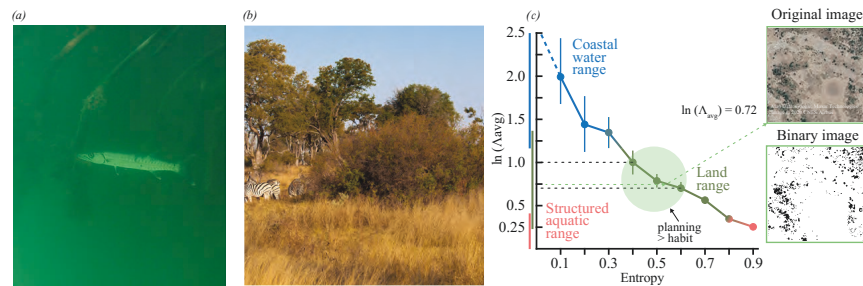 (a)
(b)
(c)
Original image
2.5
2.0
1.5
1.0
0.5
0.25
ln (Λavg)
Coastal
water
range
ln (Λavg) = 0.72
Binary image
Land
range
Structured
aquatic
range
planning
> habit
0.1
0.3
0.5
0.7
0.9
Entropy